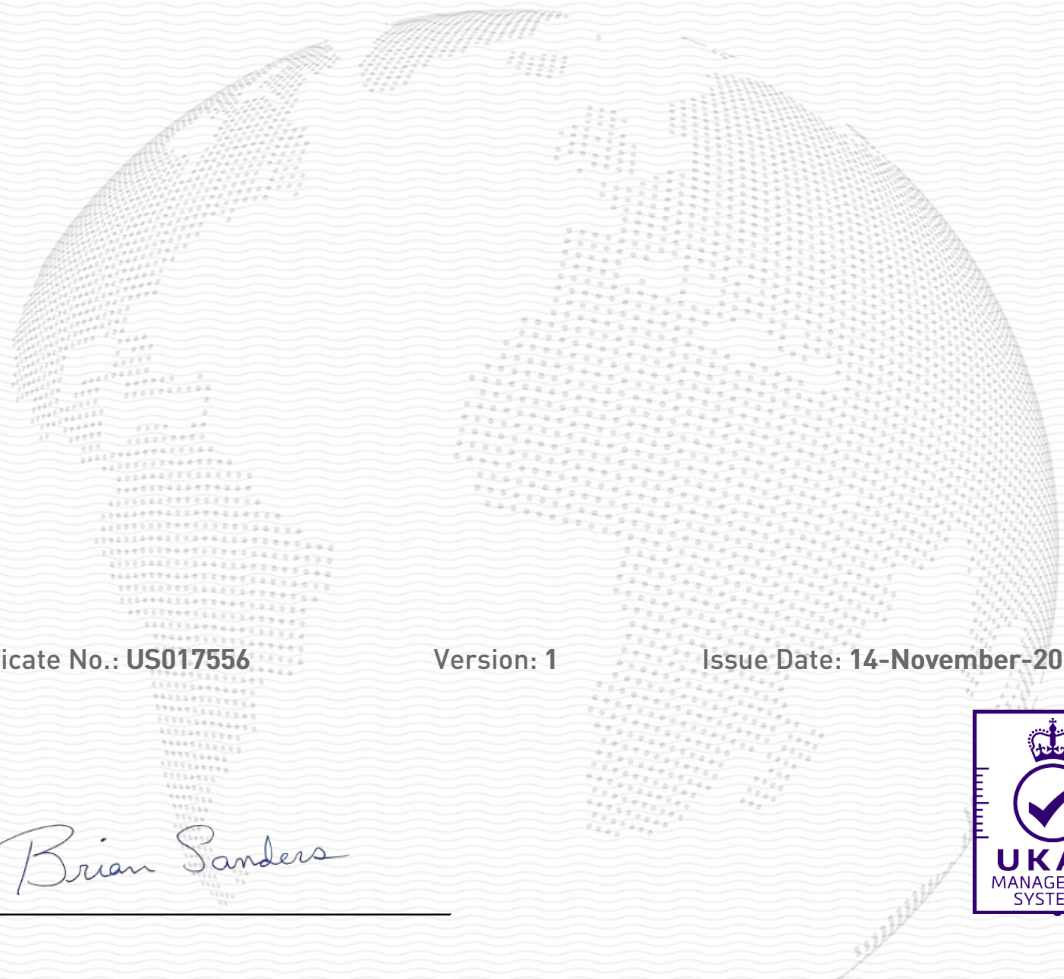 icate No.: US017556 Version: 1 Issue Date: 14-November-20
Brian Sanders
UKA
MANAGE
SYSTE